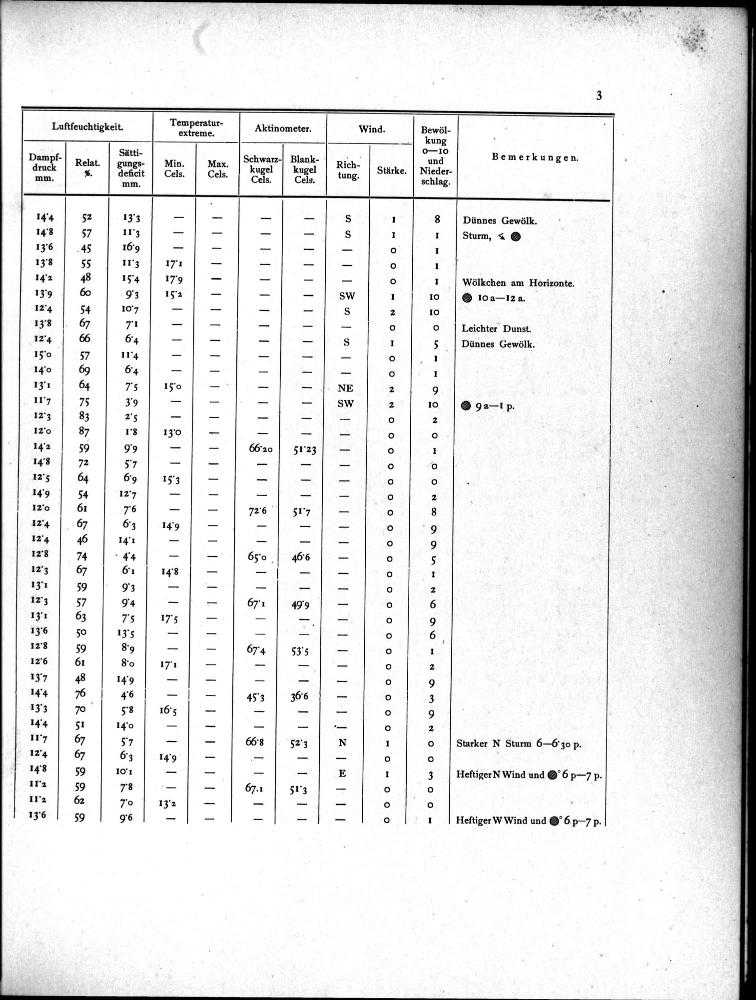 3
Luftfeuchtigkeit. Temperatur-extreme. Aktinometer. Wind. Bewöl-kung 0—10 und Nieder-schlag. Bemerkungen.
Dampf-druck mm. Relat. %. Sätti-gungs-deficit mm. Min. Cels. Max. Cels. Schwarz-kugel Cels. Blank-kugel Cels. Rich-tung. Stärke.
14·4 52 13·3 — — — — S 1 8 Dünnes Gewölk.
14·8 57 11·3 — — — — S 1 1 Sturm, ☇ ●
13·6 45 16·9 — — — — — 0 1
13·8 55 11·3 17·1 — — — — 0 1
14·2 48 15·4 17·9 — — — — 0 1 Wölkchen am Horizonte.
13·9 60 9·3 15·2 — — — SW 1 10 ● 10 a—12 a.
12·4 54 10·7 — — — — S 2 10
13·8 67 7·1 — — — — — 0 0 Leichter Dunst.
12·4 66 6·4 — — — — S 1 5 Dünnes Gewölk.
15·0 57 11·4 — — — — — 0 1
14·0 69 6·4 — — — — — 0 1
13·1 64 7·5 15·0 — — — NE 2 9
11·7 75 3·9 — — — — SW 2 10 ● 9 a—1 p.
12·3 83 2·5 — — — — — 0 2
12·0 87 1·8 13·0 — — — — 0 0
14·2 59 9·9 — — 66·20 51·23 — 0 1
14·8 72 5·7 — — — — — 0 0
12·5 64 6·9 15·3 — — — — 0 0
14·9 54 12·7 — — — — — 0 2
12·0 61 7·6 — — 72·6 51·7 — 0 8
12·4 67 6·3 14·9 — — — — 0 9
12·4 46 14·1 — — — — — 0 9
12·8 74 4·4 — — 65·0 46·6 — 0 5
12·3 67 6·1 14·8 — — — — 0 1
13·1 59 9·3 — — — — — 0 2
12·3 57 9·4 — — 67·1 49·9 — 0 6
13·1 63 7·5 17·5 — — — — 0 9
13·6 50 13·5 — — — — — 0 6
12·8 59 8·9 — — 67·4 53·5 — 0 1
12·6 61 8·0 17·1 — — — — 0 2
13·7 48 14·9 — — — — — 0 9
14·4 76 4·6 — — 45·3 36·6 — 0 3
13·3 70 5·8 16·5 — — — — 0 9
14·4 51 14·0 — — — — — 0 2
11·7 67 5·7 — — 66·8 52·3 N 1 0 Starker N Sturm 6—6·30 p.
12·4 67 6·3 14·9 — — — — 0 0
14·8 59 10·1 — — — — E 1 3 Heftiger N Wind und ●° 6 p—7 p.
11·2 59 7·8 — — 67.1 51·3 — 0 0
11·2 62 7·0 13·2 — — — — 0 0
13·6 59 9·6 — — — — — 0 1 Heftiger W Wind und ●° 6 p—7 p.